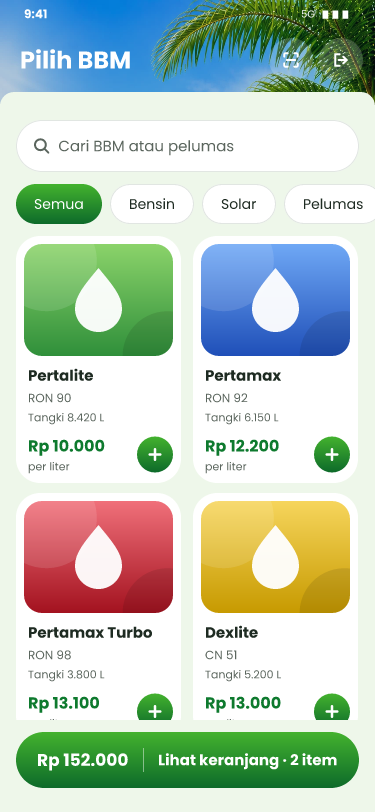 9:41
5G
Pilih BBM
Cari BBM atau pelumas
Semua
Bensin
Solar
Pelumas
Pertalite
RON 90
Tangki 8.420 L
Rp 10.000
per liter
Pertamax
RON 92
Tangki 6.150 L
Rp 12.200
per liter
Pertamax Turbo
RON 98
Tangki 3.800 L
Rp 13.100
Dexlite
CN 51
Tangki 5.200 L
Rp 13.000
Rp 152.000
Lihat keranjang · 2 item